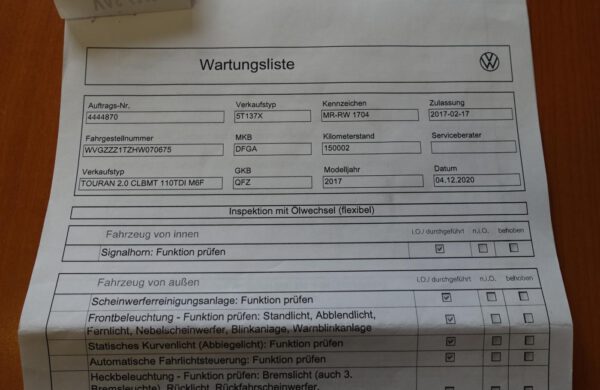 Wartungsliste
Auftrags-Nr. Verkaufstyp Kennzeichen Zulassung
4444870 5T137X MR-RW 1704 2017-02-17
Fahrgestellnummer MKB Kilometerstand Serviceberater
WVGZZZ1TZHW070675 DFGA 150002
Verkaufstyp GKB Modelljahr Datum
TOURAN 2.0 CLBMT 110TDI M6F QFZ 2017 04.12.2020
Inspektion mit Ölwechsel (flexibel)
Fahrzeug von innen i.O./ durchgeführt n.i.O. behoben
Signalhorn: Funktion prüfen
Fahrzeug von außen i.O./ durchgeführt n.i.O. behoben
Scheinwerferreinigungsanlage: Funktion prüfen
Frontbeleuchtung - Funktion prüfen: Standlicht, Abblendlicht,
Fernlicht, Nebelscheinwerfer, Blinkanlage, Warnblinkanlage
Statisches Kurvenlicht (Abbiegelicht): Funktion prüfen
Automatische Fahrlichtsteuerung: Funktion prüfen
Heckbeleuchtung - Funktion prüfen: Bremslicht (auch 3.
Bremsleuchte), Rücklicht, Rückfahrscheinwerfer,